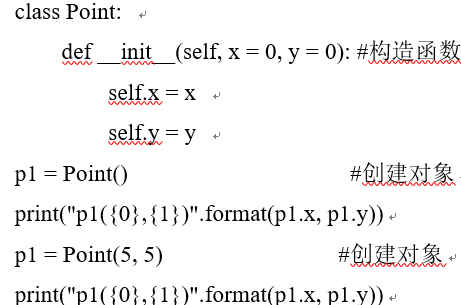 class Point:
def __init__(self, x = 0, y = 0): #构造函数
self.x = x
self.y = y
p1 = Point() #创建对象
print("p1({0},{1})".format(p1.x, p1.y))
p1 = Point(5, 5) #创建对象
print("p1({0},{1})".format(p1.x, p1.y))